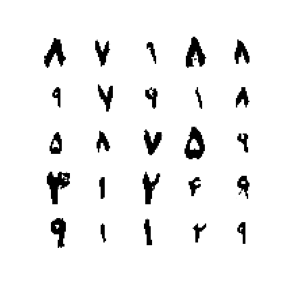 ۸ ۷ ۹ ۸ ۸
۹ ۷ ۹ ۱ ۸
۵ ۸ ۷ ۵ ۹
۳ ۱ ۲ ۴ ۹
۹ ۱ ۱ ۲ ۹